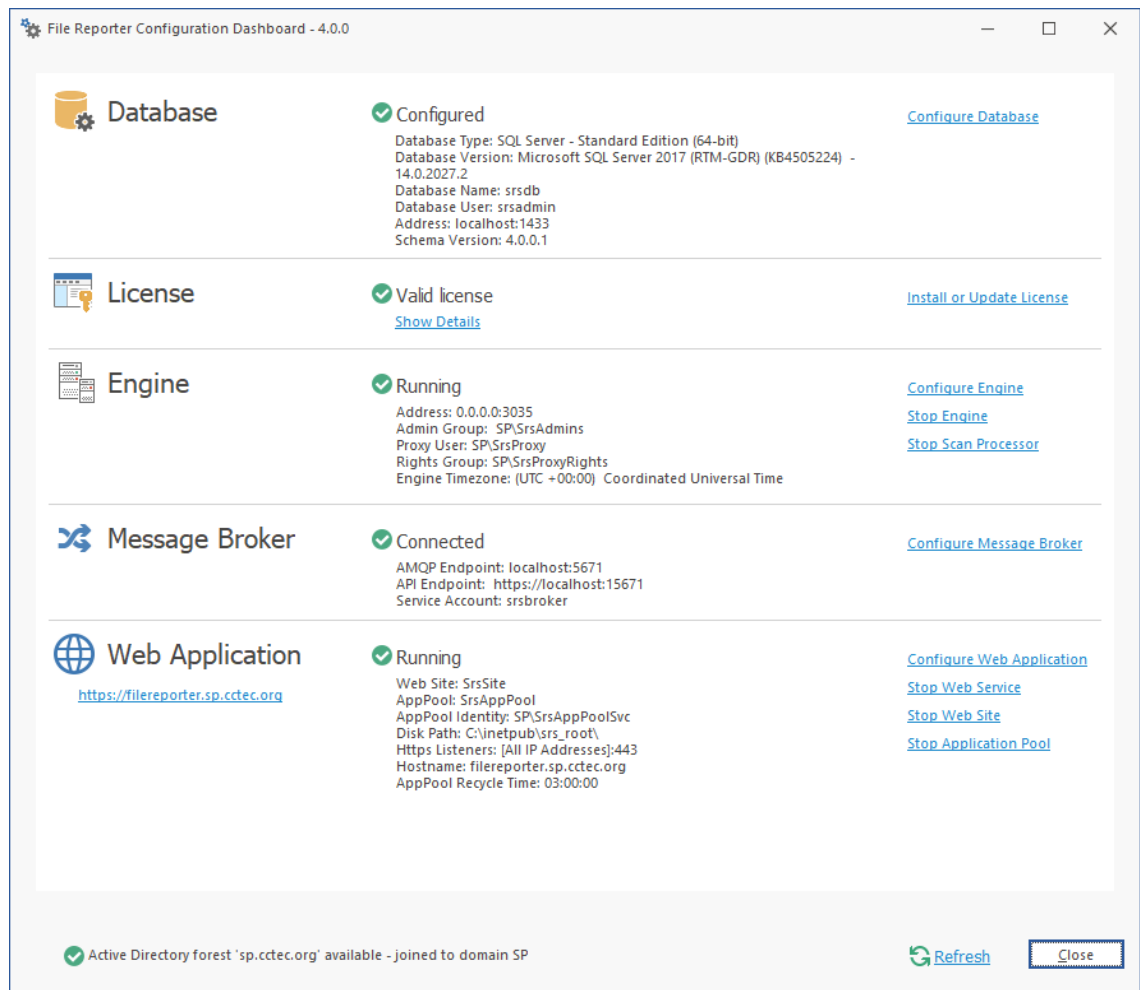 File Reporter Configuration Dashboard - 4.0.0
Database
Configured
Configure Database
Database Type: SQL Server - Standard Edition (64-bit)
Database Version: Microsoft SQL Server 2017 (RTM-GDR) (KB4505224)  -
14.0.2027.2
Database Name: srsdb
Database User: srsadmin
Address: localhost:1433
Schema Version: 4.0.0.1
License
Valid license
Install or Update License
Show Details
Engine
Running
Configure Engine
Address: 0.0.0.0:3035
Stop Engine
Admin Group:  SP\SrsAdmins
Proxy User: SP\SrsProxy
Stop Scan Processor
Rights Group: SP\SrsProxyRights
Engine Timezone: (UTC +00:00)  Coordinated Universal Time
Message Broker
Connected
Configure Message Broker
AMQP Endpoint: localhost:5671
API Endpoint:  https://localhost:15671
Service Account: srsbroker
Web Application
Running
Configure Web Application
https://filereporter.sp.cctec.org
Web Site: SrsSite
Stop Web Service
AppPool: SrsAppPool
AppPool Identity: SP\SrsAppPoolSvc
Stop Web Site
Disk Path: C:\inetpub\srs_root\
Https Listeners: [All IP Addresses]:443
Stop Application Pool
Hostname: filereporter.sp.cctec.org
AppPool Recycle Time: 03:00:00
Active Directory forest 'sp.cctec.org' available - joined to domain SP
Refresh
Close